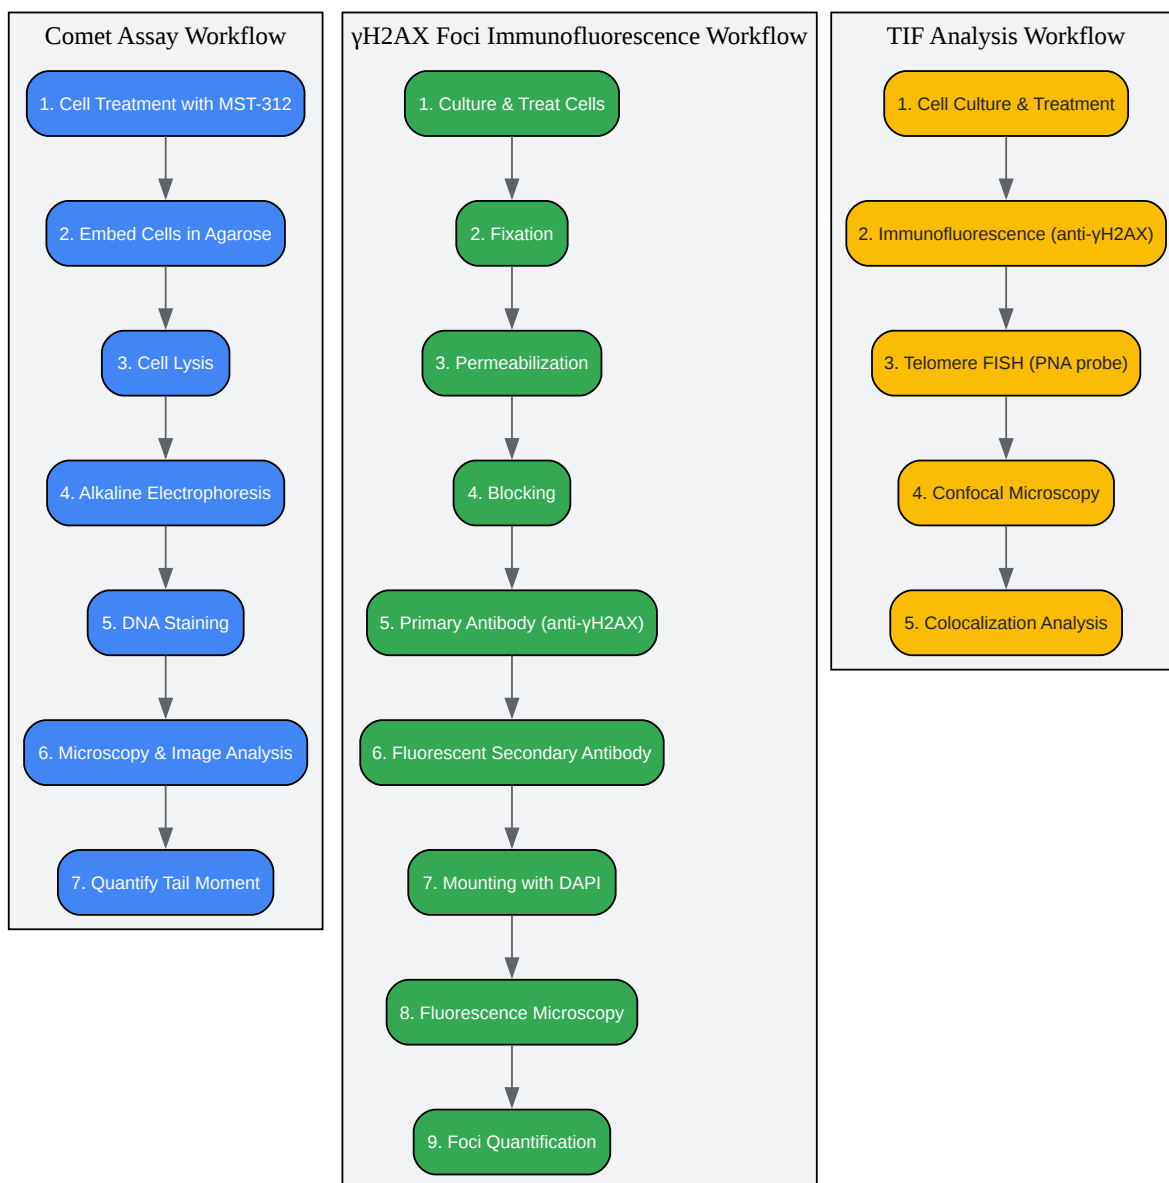 Comet Assay Workflow
1. Cell Treatment with MST-312
2. Embed Cells in Agarose
3. Cell Lysis
4. Alkaline Electrophoresis
5. DNA Staining
6. Microscopy & Image Analysis
7. Quantify Tail Moment
γH2AX Foci Immunofluorescence Workflow
1. Culture & Treat Cells
2. Fixation
3. Permeabilization
4. Blocking
5. Primary Antibody (anti-γH2AX)
6. Fluorescent Secondary Antibody
7. Mounting with DAPI
8. Fluorescence Microscopy
9. Foci Quantification
TIF Analysis Workflow
1. Cell Culture & Treatment
2. Immunofluorescence (anti-γH2AX)
3. Telomere FISH (PNA probe)
4. Confocal Microscopy
5. Colocalization Analysis